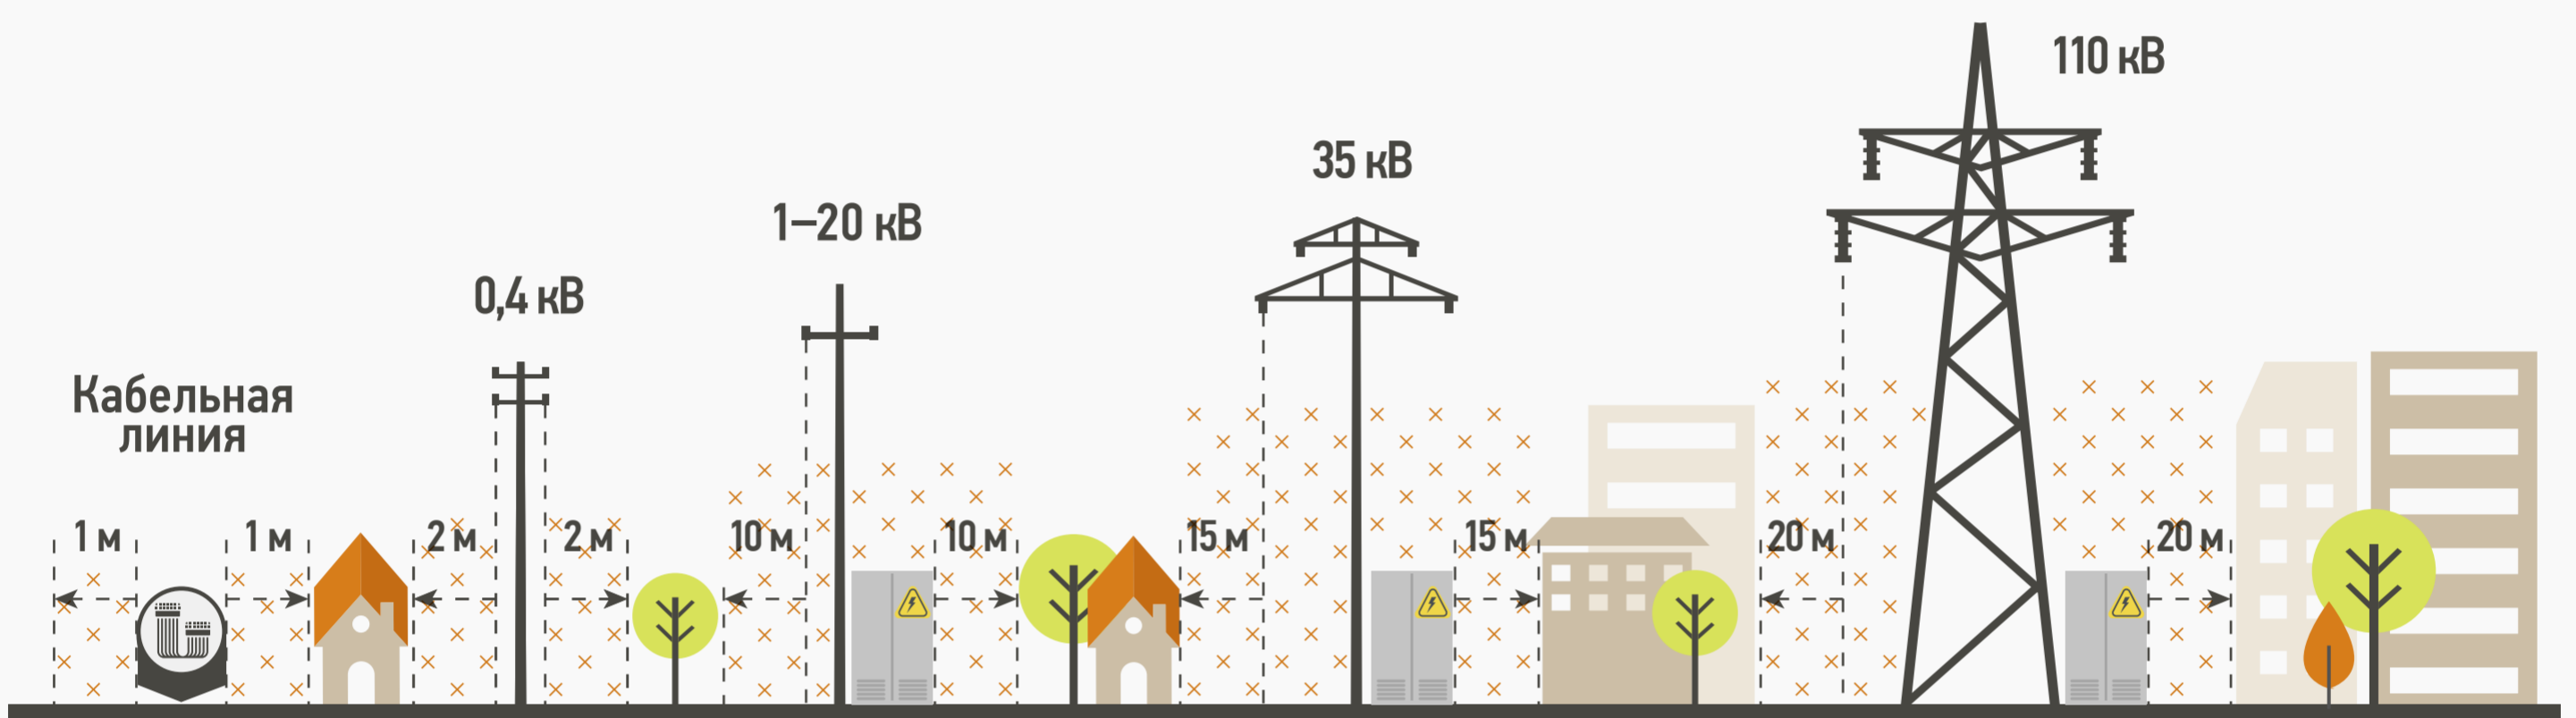 110 кВ
35 кВ
1–20 кВ
0,4 кВ
Кабельная
линия
1 м
1 м
2 м
2 м
10 м
10 м
15 м
15 м
20 м
20 м